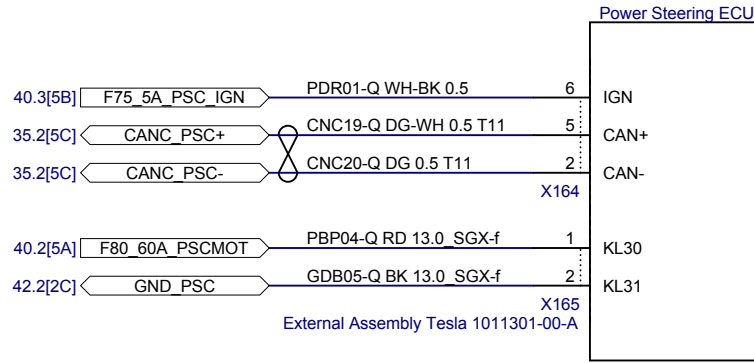 Power Steering ECU
40.3[5B] F75_5A_PSC_IGN PDR01-Q WH-BK 0.5 6 IGN
35.2[5C] CANC_PSC+ CNC19-Q DG-WH 0.5 T11 5 CAN+
35.2[5C] CANC_PSC- CNC20-Q DG 0.5 T11 2 CAN-
X164
40.2[5A] F80_60A_PSCMOT PBP04-Q RD 13.0_SGX-f 1 KL30
42.2[2C] GND_PSC GDB05-Q BK 13.0_SGX-f 2 KL31
X165
External Assembly Tesla 1011301-00-A